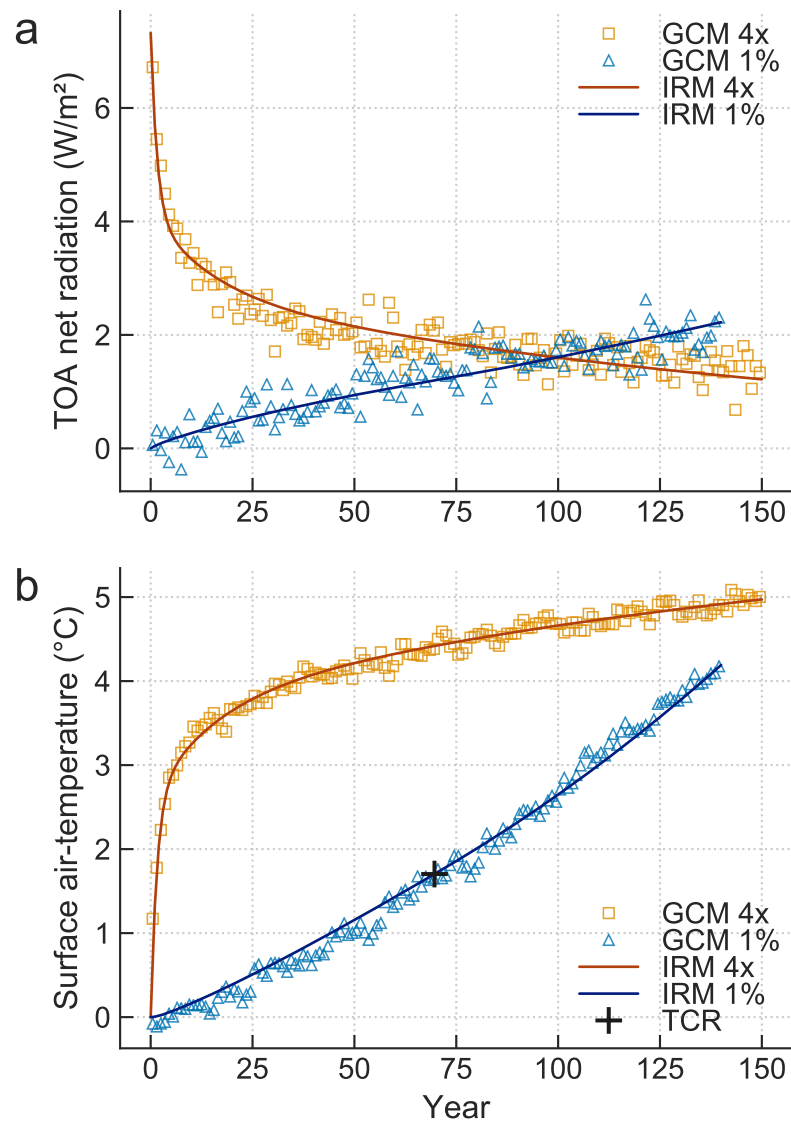 a
GCM 4x
GCM 1%
IRM 4x
IRM 1%
TOA net radiation (W/m²)
6
4
2
0
0 25 50 75 100 125 150
b
Surface air-temperature (°C)
5
4
3
2
1
0
GCM 4x
GCM 1%
IRM 4x
IRM 1%
TCR
0 25 50 75 100 125 150
Year